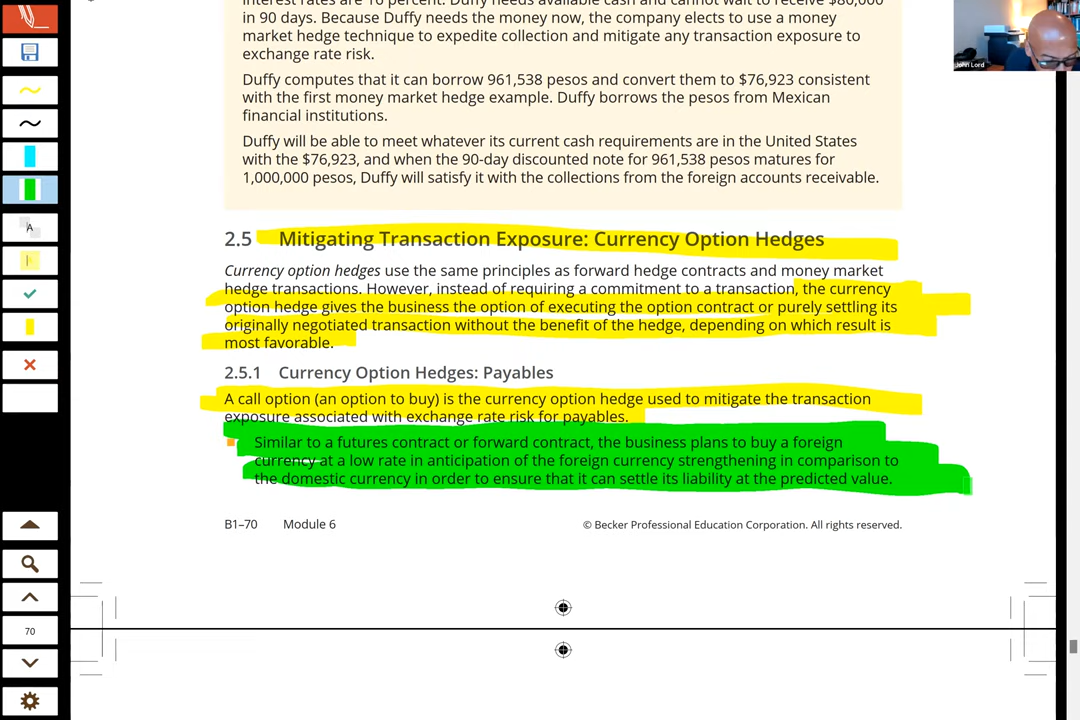 interest rates are 16 percent. Duffy needs available cash and cannot wait to receive $80,000
in 90 days. Because Duffy needs the money now, the company elects to use a money
market hedge technique to expedite collection and mitigate any transaction exposure to
exchange rate risk.
Duffy computes that it can borrow 961,538 pesos and convert them to $76,923 consistent
with the first money market hedge example. Duffy borrows the pesos from Mexican
financial institutions.
Duffy will be able to meet whatever its current cash requirements are in the United States
with the $76,923, and when the 90-day discounted note for 961,538 pesos matures for
1,000,000 pesos, Duffy will satisfy it with the collections from the foreign accounts receivable.
2.5 Mitigating Transaction Exposure: Currency Option Hedges
Currency option hedges use the same principles as forward hedge contracts and money market
hedge transactions. However, instead of requiring a commitment to a transaction, the currency
option hedge gives the business the option of executing the option contract or purely settling its
originally negotiated transaction without the benefit of the hedge, depending on which result is
most favorable.
2.5.1 Currency Option Hedges: Payables
A call option (an option to buy) is the currency option hedge used to mitigate the transaction
exposure associated with exchange rate risk for payables.
Similar to a futures contract or forward contract, the business plans to buy a foreign
currency at a low rate in anticipation of the foreign currency strengthening in comparison to
the domestic currency in order to ensure that it can settle its liability at the predicted value.
B1–70 Module 6 © Becker Professional Education Corporation. All rights reserved.
John Lord
A
70